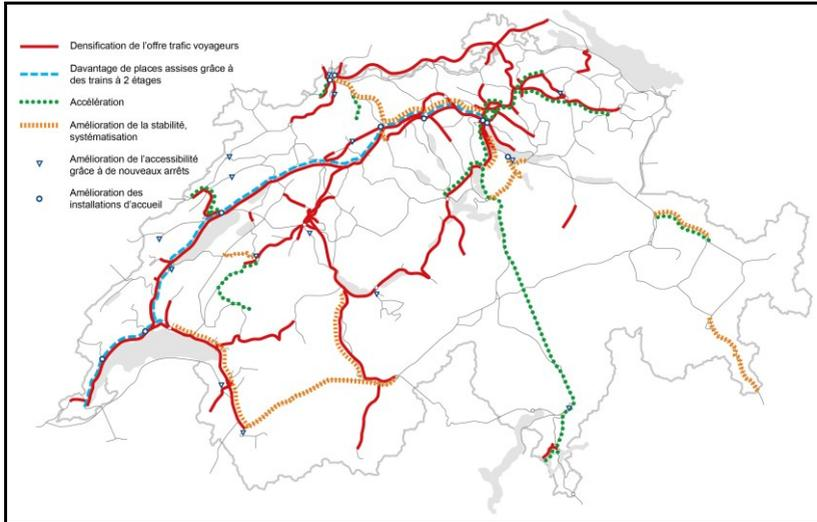 Densification de l'offre trafic voyageurs
Davantage de places assises grâce à
des trains à 2 étages
Accélération
Amélioration de la stabilité,
systématisation
Amélioration de l'accessibilité
grâce à de nouveaux arrêts
Amélioration des
installations d'accueil